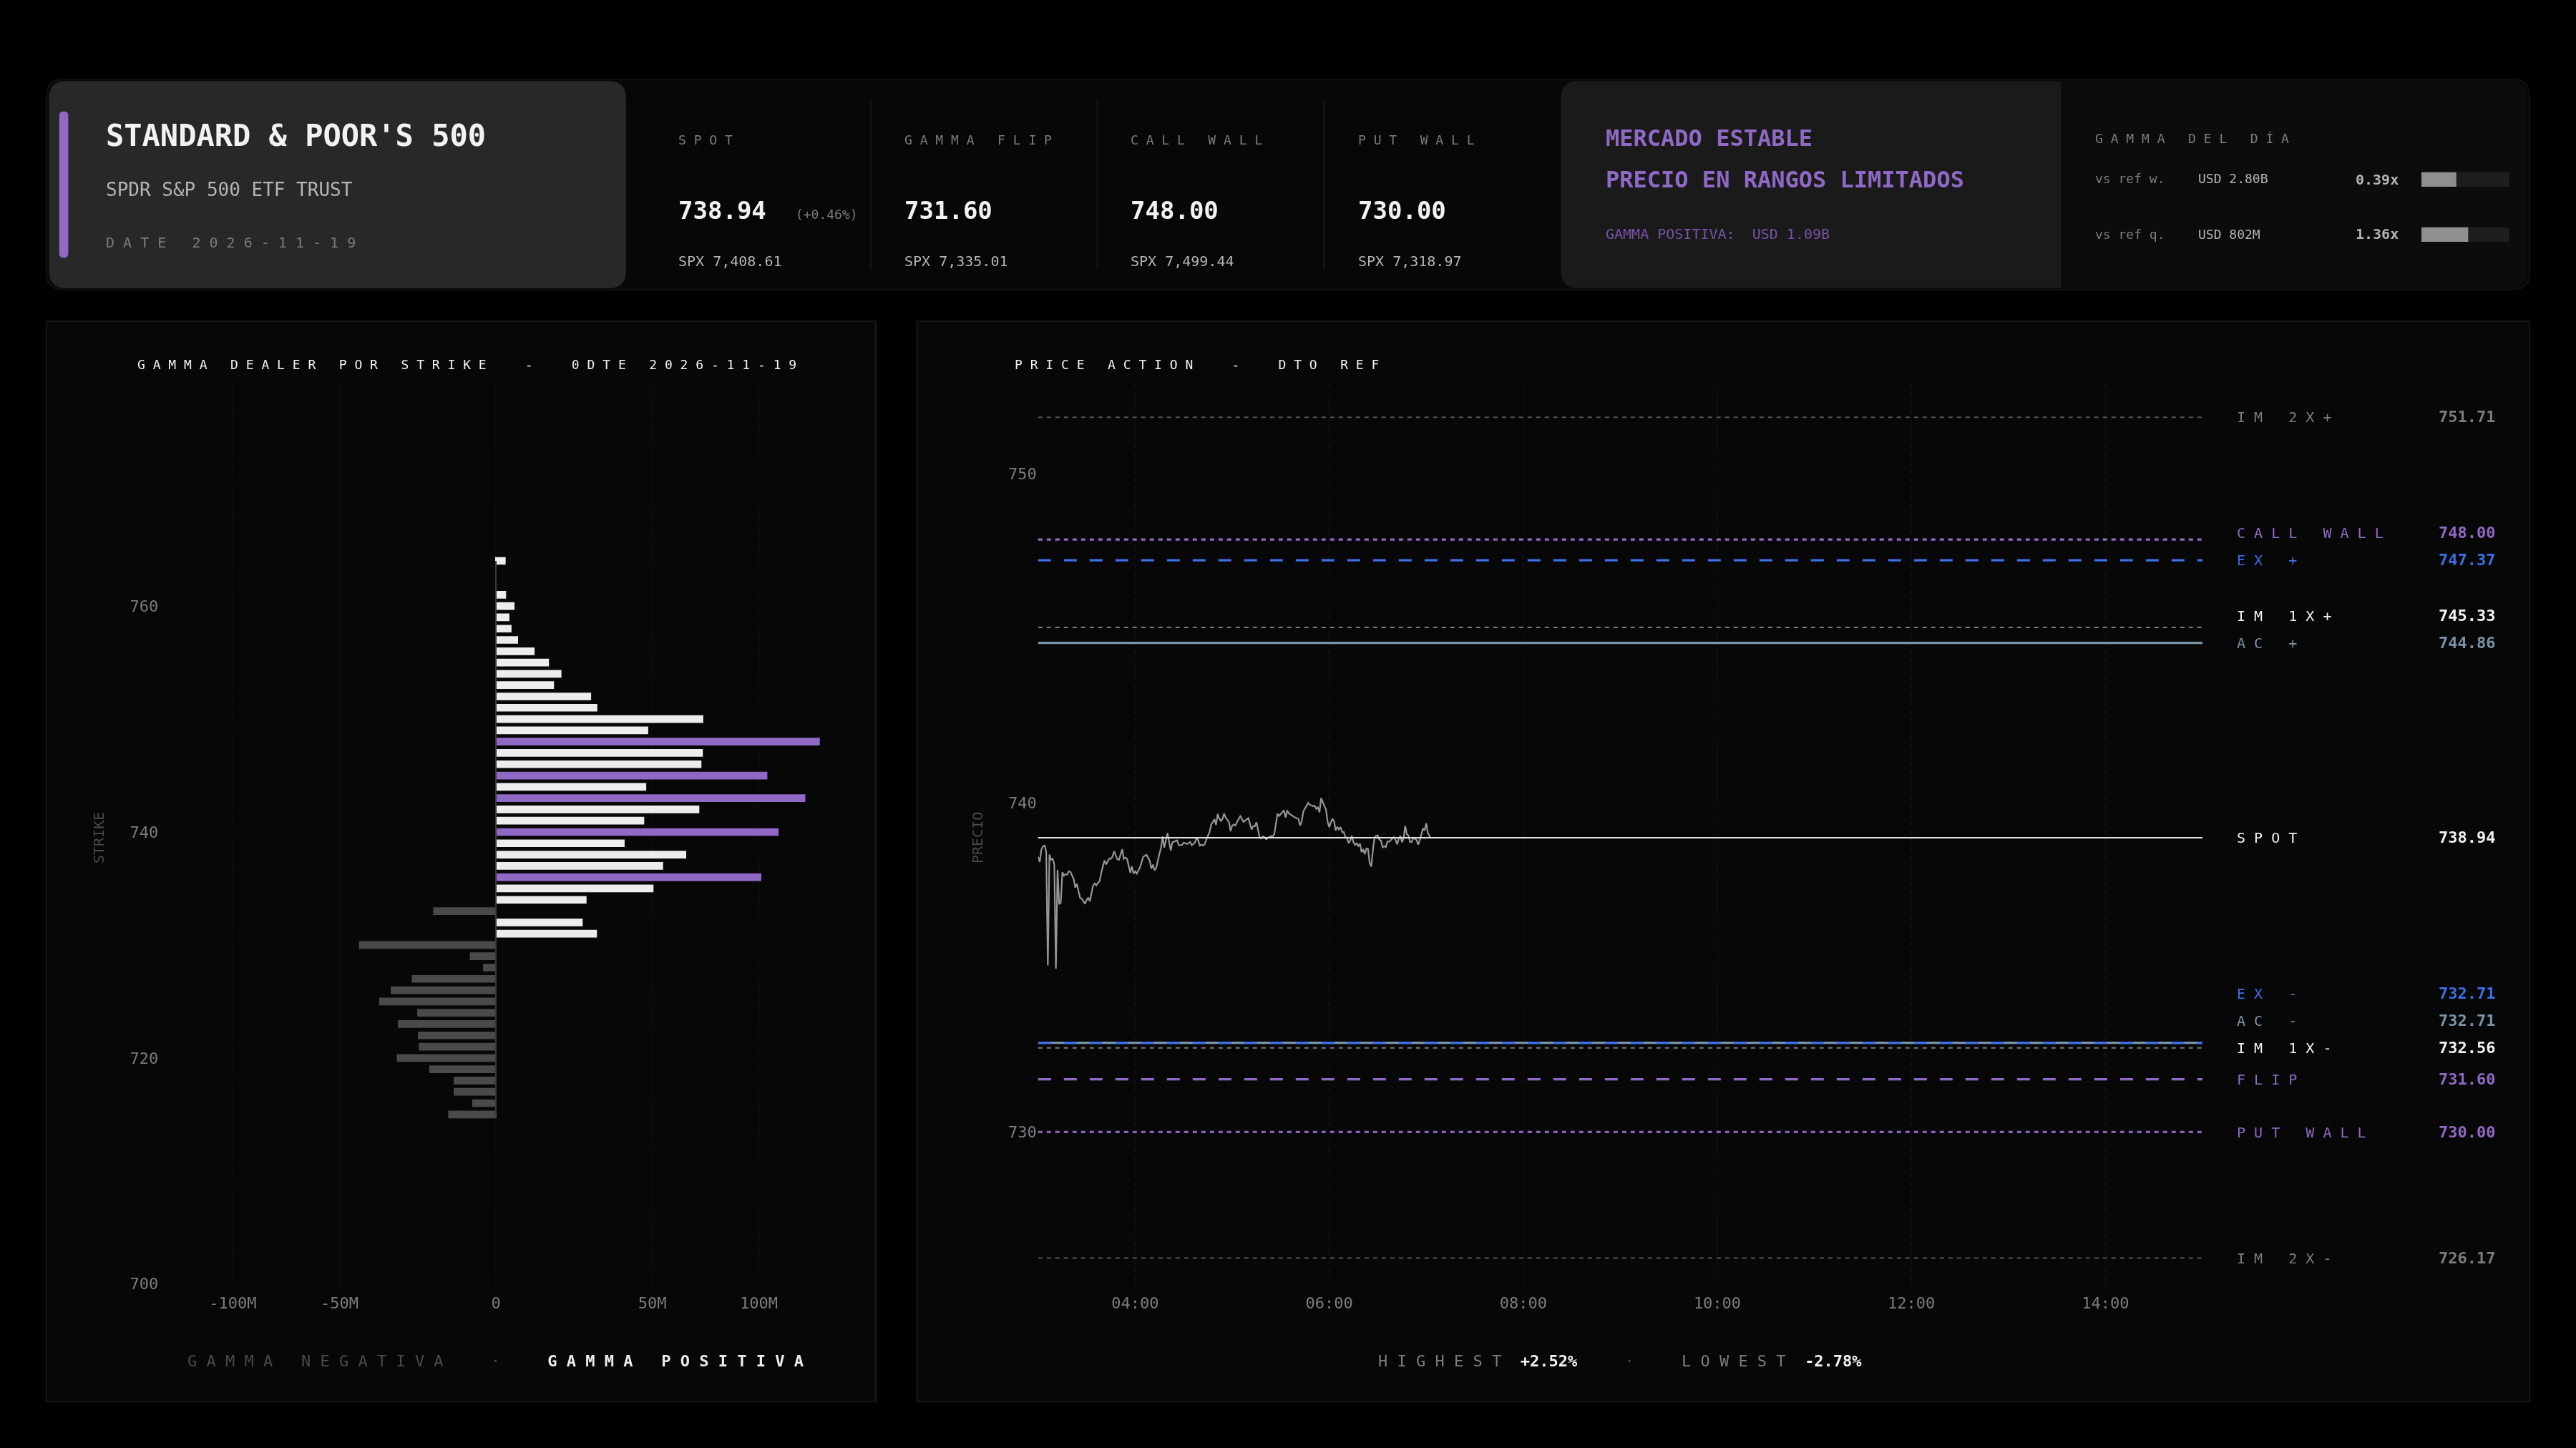 STANDARD & POOR'S 500
SPDR S&P 500 ETF TRUST
DATE 2026-11-19
SPOT
738.94 (+0.46%)
SPX 7,408.61
GAMMA FLIP
731.60
SPX 7,335.01
CALL WALL
748.00
SPX 7,499.44
PUT WALL
730.00
SPX 7,318.97
MERCADO ESTABLE
PRECIO EN RANGOS LIMITADOS
GAMMA POSITIVA: USD 1.09B
GAMMA DEL DÍA
vs ref w. USD 2.80B 0.39x
vs ref q. USD 802M 1.36x
GAMMA DEALER POR STRIKE - 0DTE 2026-11-19
STRIKE
760
740
720
700
-100M -50M 0 50M 100M
GAMMA NEGATIVA · GAMMA POSITIVA
PRICE ACTION - DTO REF
PRECIO
750
740
730
IM 2X+ 751.71
CALL WALL 748.00
EX + 747.37
IM 1X+ 745.33
AC + 744.86
SPOT 738.94
EX - 732.71
AC - 732.71
IM 1X- 732.56
FLIP 731.60
PUT WALL 730.00
IM 2X- 726.17
04:00 06:00 08:00 10:00 12:00 14:00
HIGHEST +2.52% · LOWEST -2.78%